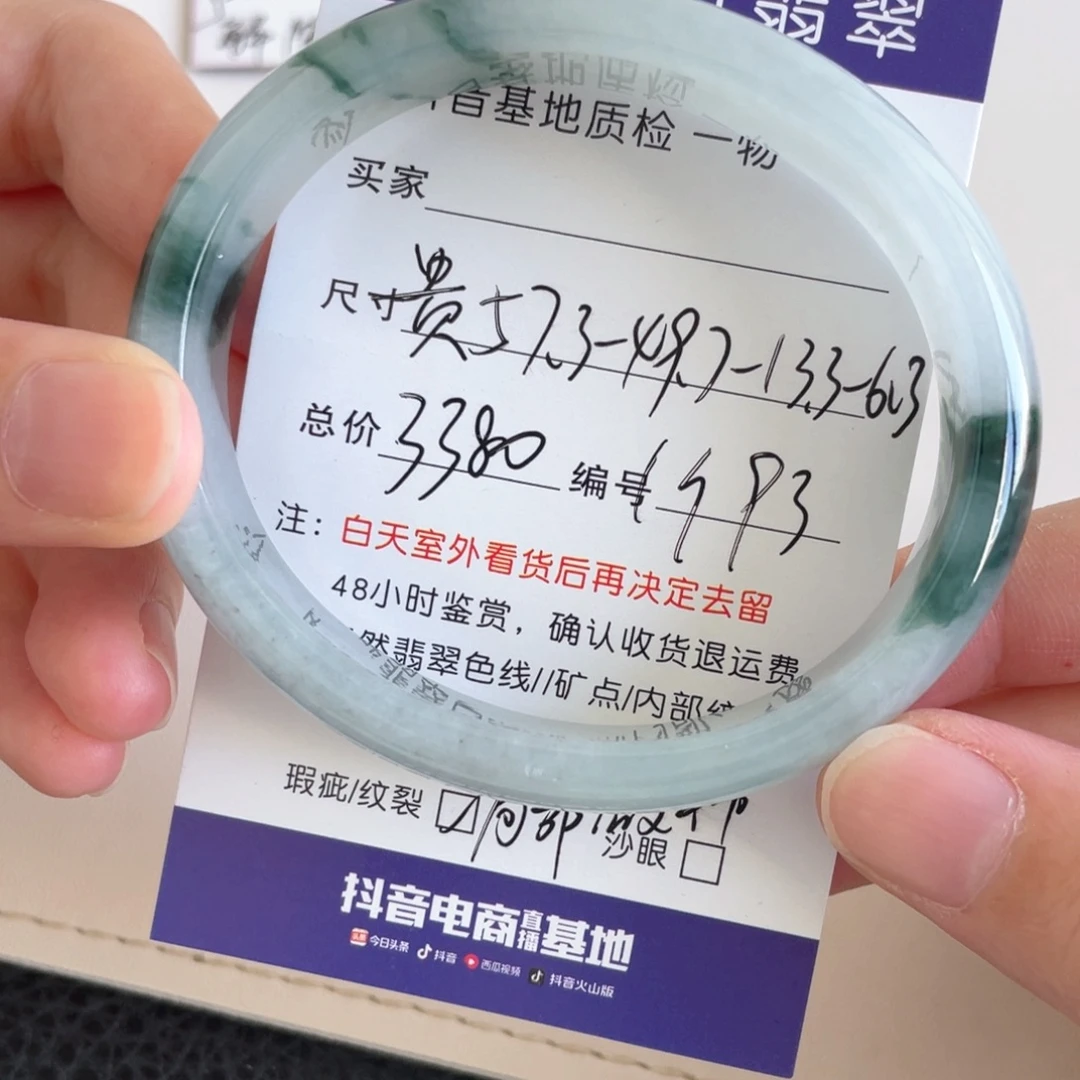 翡翠
音基地质检 一物
买家
尺寸 贵57.3-49.7-13.3-6.3
总价 3380 编号
注：白天室外看货后再决定去留
48小时鉴赏，确认收货退运费
然翡翠色线//矿点/内部纹
瑕疵/纹裂 内部
沙眼
抖音电商直播基地
今日头条 抖音 西瓜视频 抖音火山版